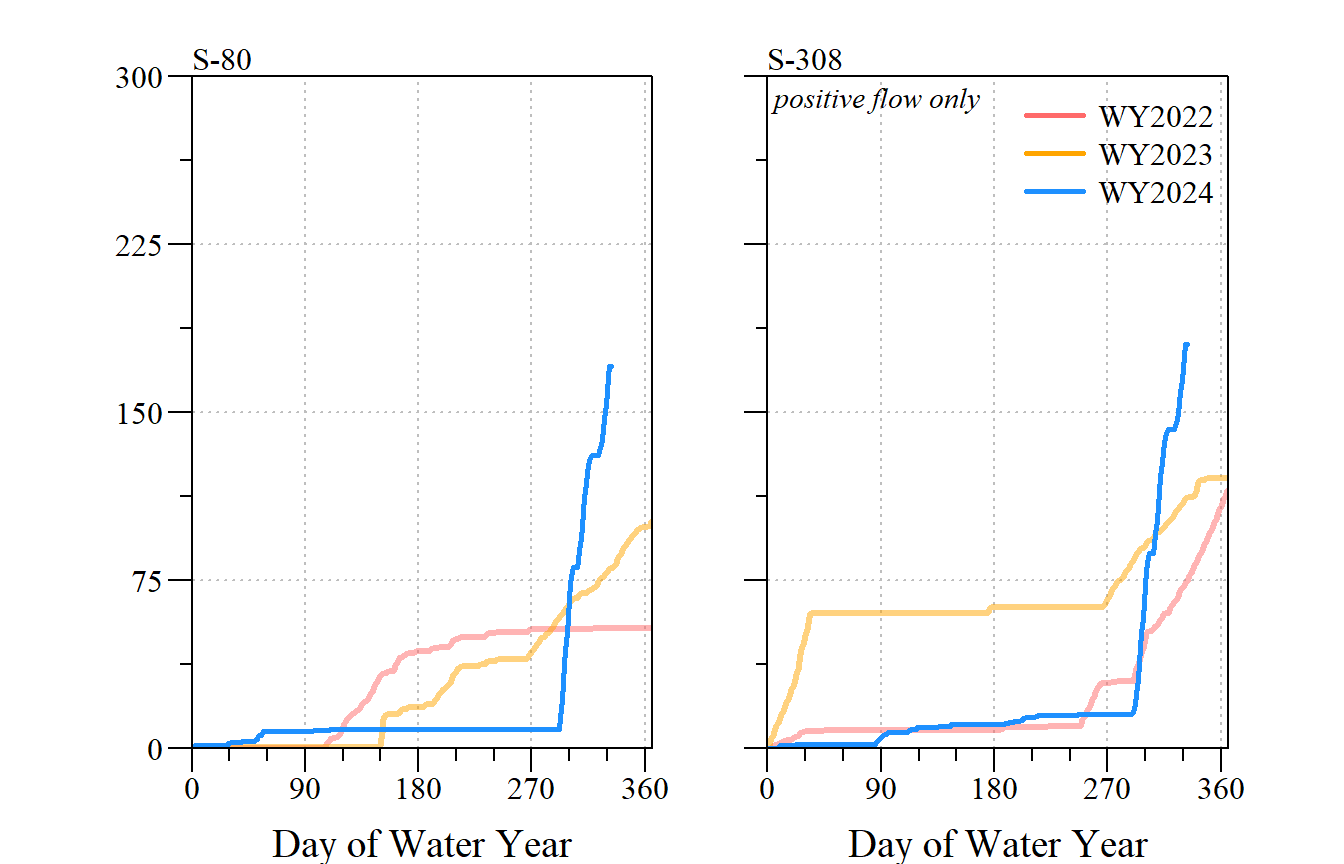 S-80
300
225
150
75
0
0 90 180 270 360
Day of Water Year
S-308
positive flow only
WY2022
WY2023
WY2024
0 90 180 270 360
Day of Water Year